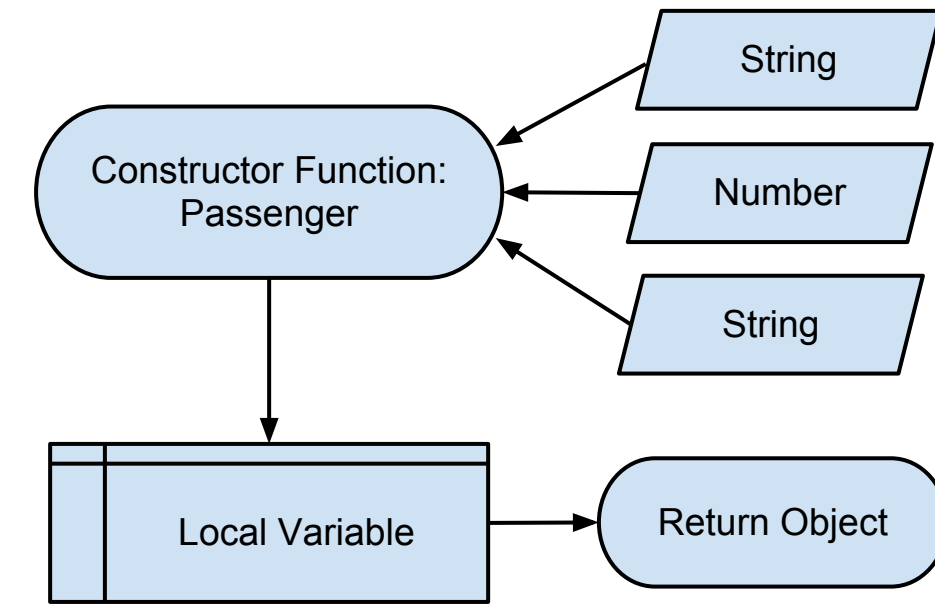 String
Constructor Function:
Passenger
Number
String
Local Variable
Return Object